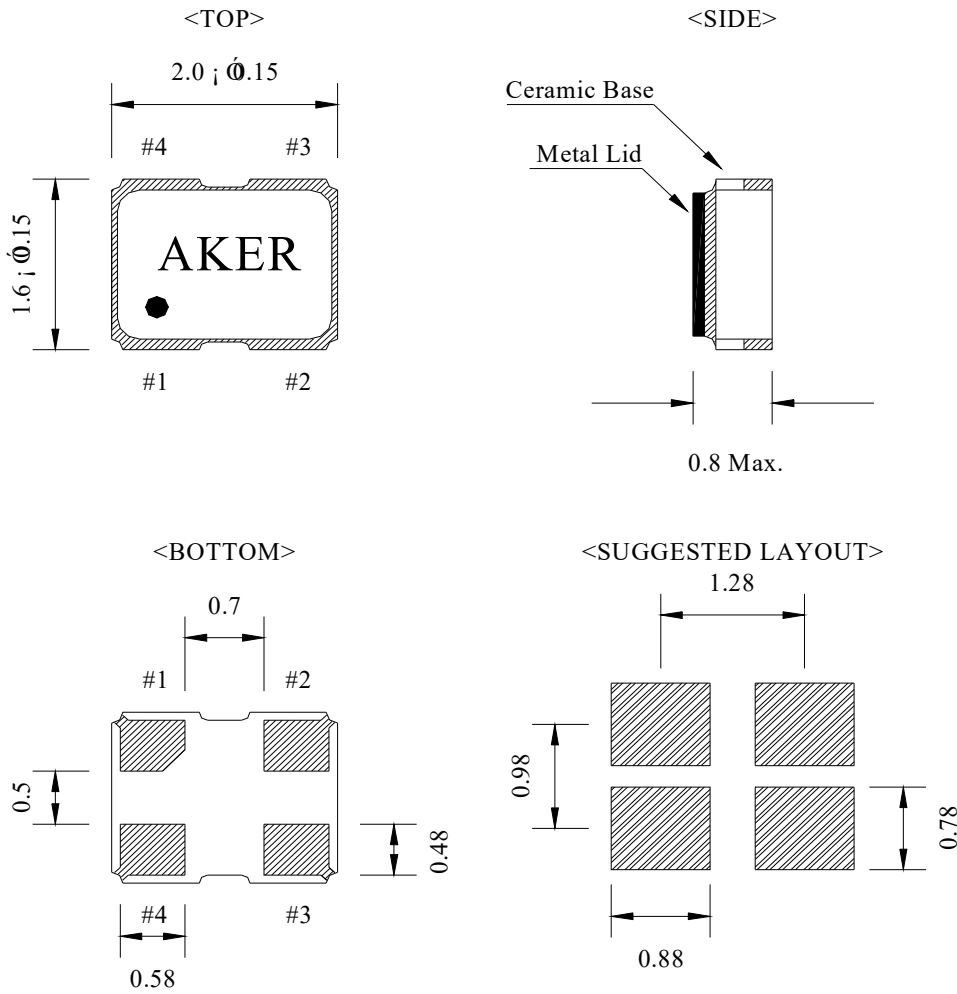 <TOP>
2.0 ¡Ó0.15
#4
#3
1.6 ¡Ó0.15
AKER
#1
#2
<SIDE>
Ceramic Base
Metal Lid
0.8 Max.
<BOTTOM>
0.7
#1
#2
0.5
0.48
#4
#3
0.58
<SUGGESTED LAYOUT>
1.28
0.98
0.78
0.88